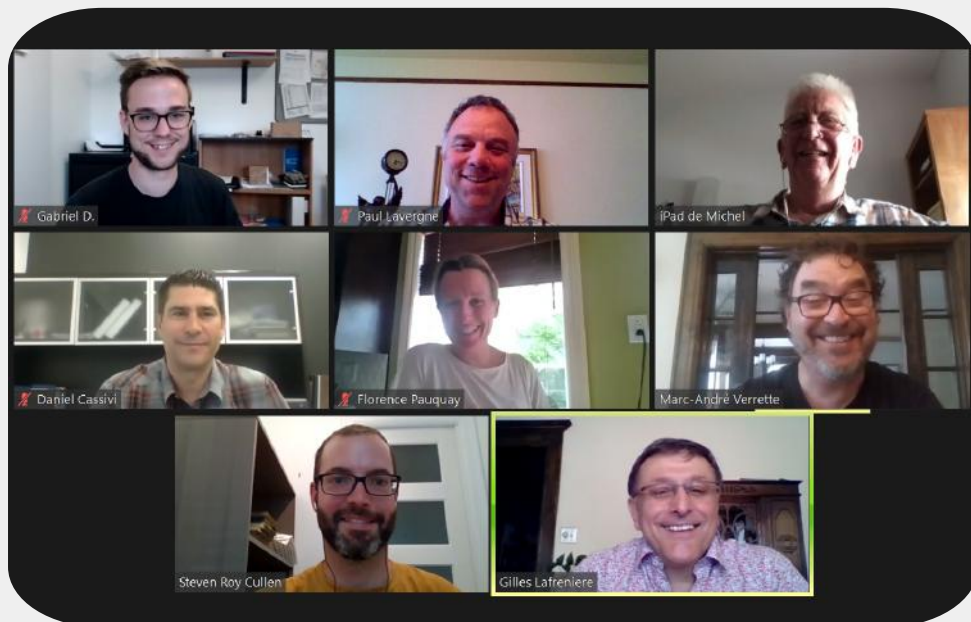 Gabriel D.
Paul Lavergne
iPad de Michel
Daniel Cassivi
Florence Pauquay
Marc-André Verrette
Steven Roy Cullen
Gilles Lafreniere